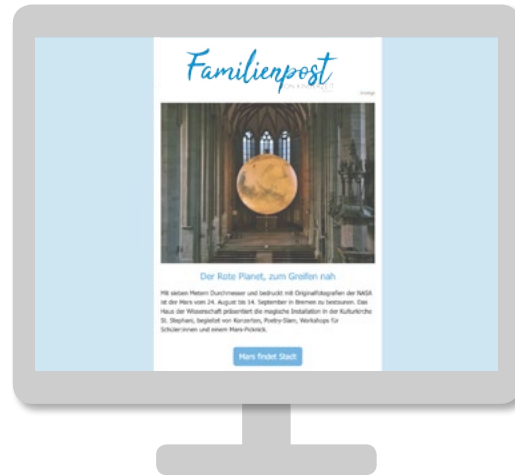 Familienpost
Anzeige
Der Rote Planet, zum Greifen nah
Mit sieben Metern Durchmesser und bedruckt mit Originalfotografien der NASA
ist der Mars vom 24. August bis 14. September in Bremen zu bestaunen. Das
Haus der Wissenschaft präsentiert die magische Installation in der Kulturkirche
St. Stephani, begleitet von Konzerten, Poetry-Slam, Workshops für
Schüler:innen und einem Mars-Picknick.
Mars findet Stadt